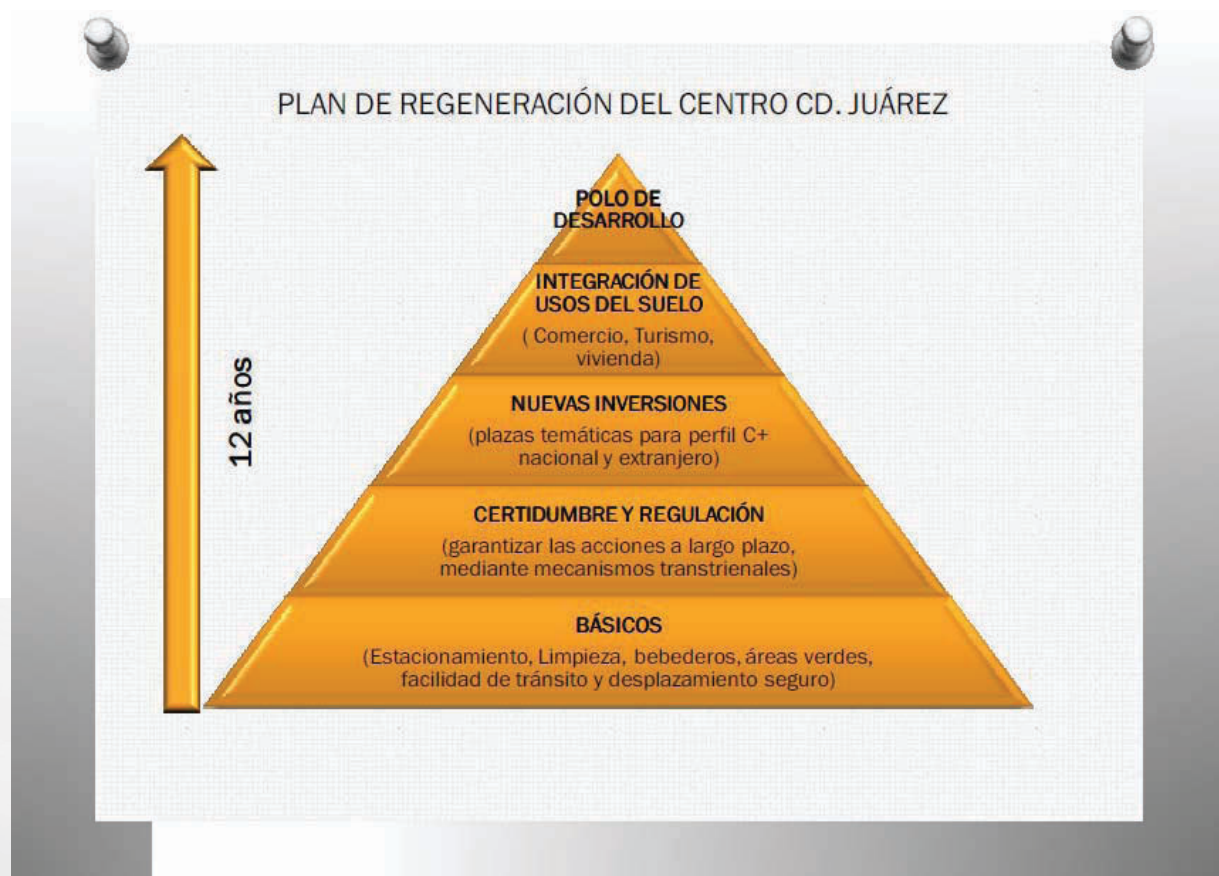 PLAN DE REGENERACIÓN DEL CENTRO CD. JUÁREZ
12 años
POLO DE
DESARROLLO
INTEGRACIÓN DE
USOS DEL SUELO
( Comercio, Turismo,
vivienda)
NUEVAS INVERSIONES
(plazas temáticas para perfil C+
nacional y extranjero)
CERTIDUMBRE Y REGULACIÓN
(garantizar las acciones a largo plazo,
mediante mecanismos transtrienales)
BÁSICOS
(Estacionamiento, Limpieza, bebederos, áreas verdes,
facilidad de tránsito y desplazamiento seguro)